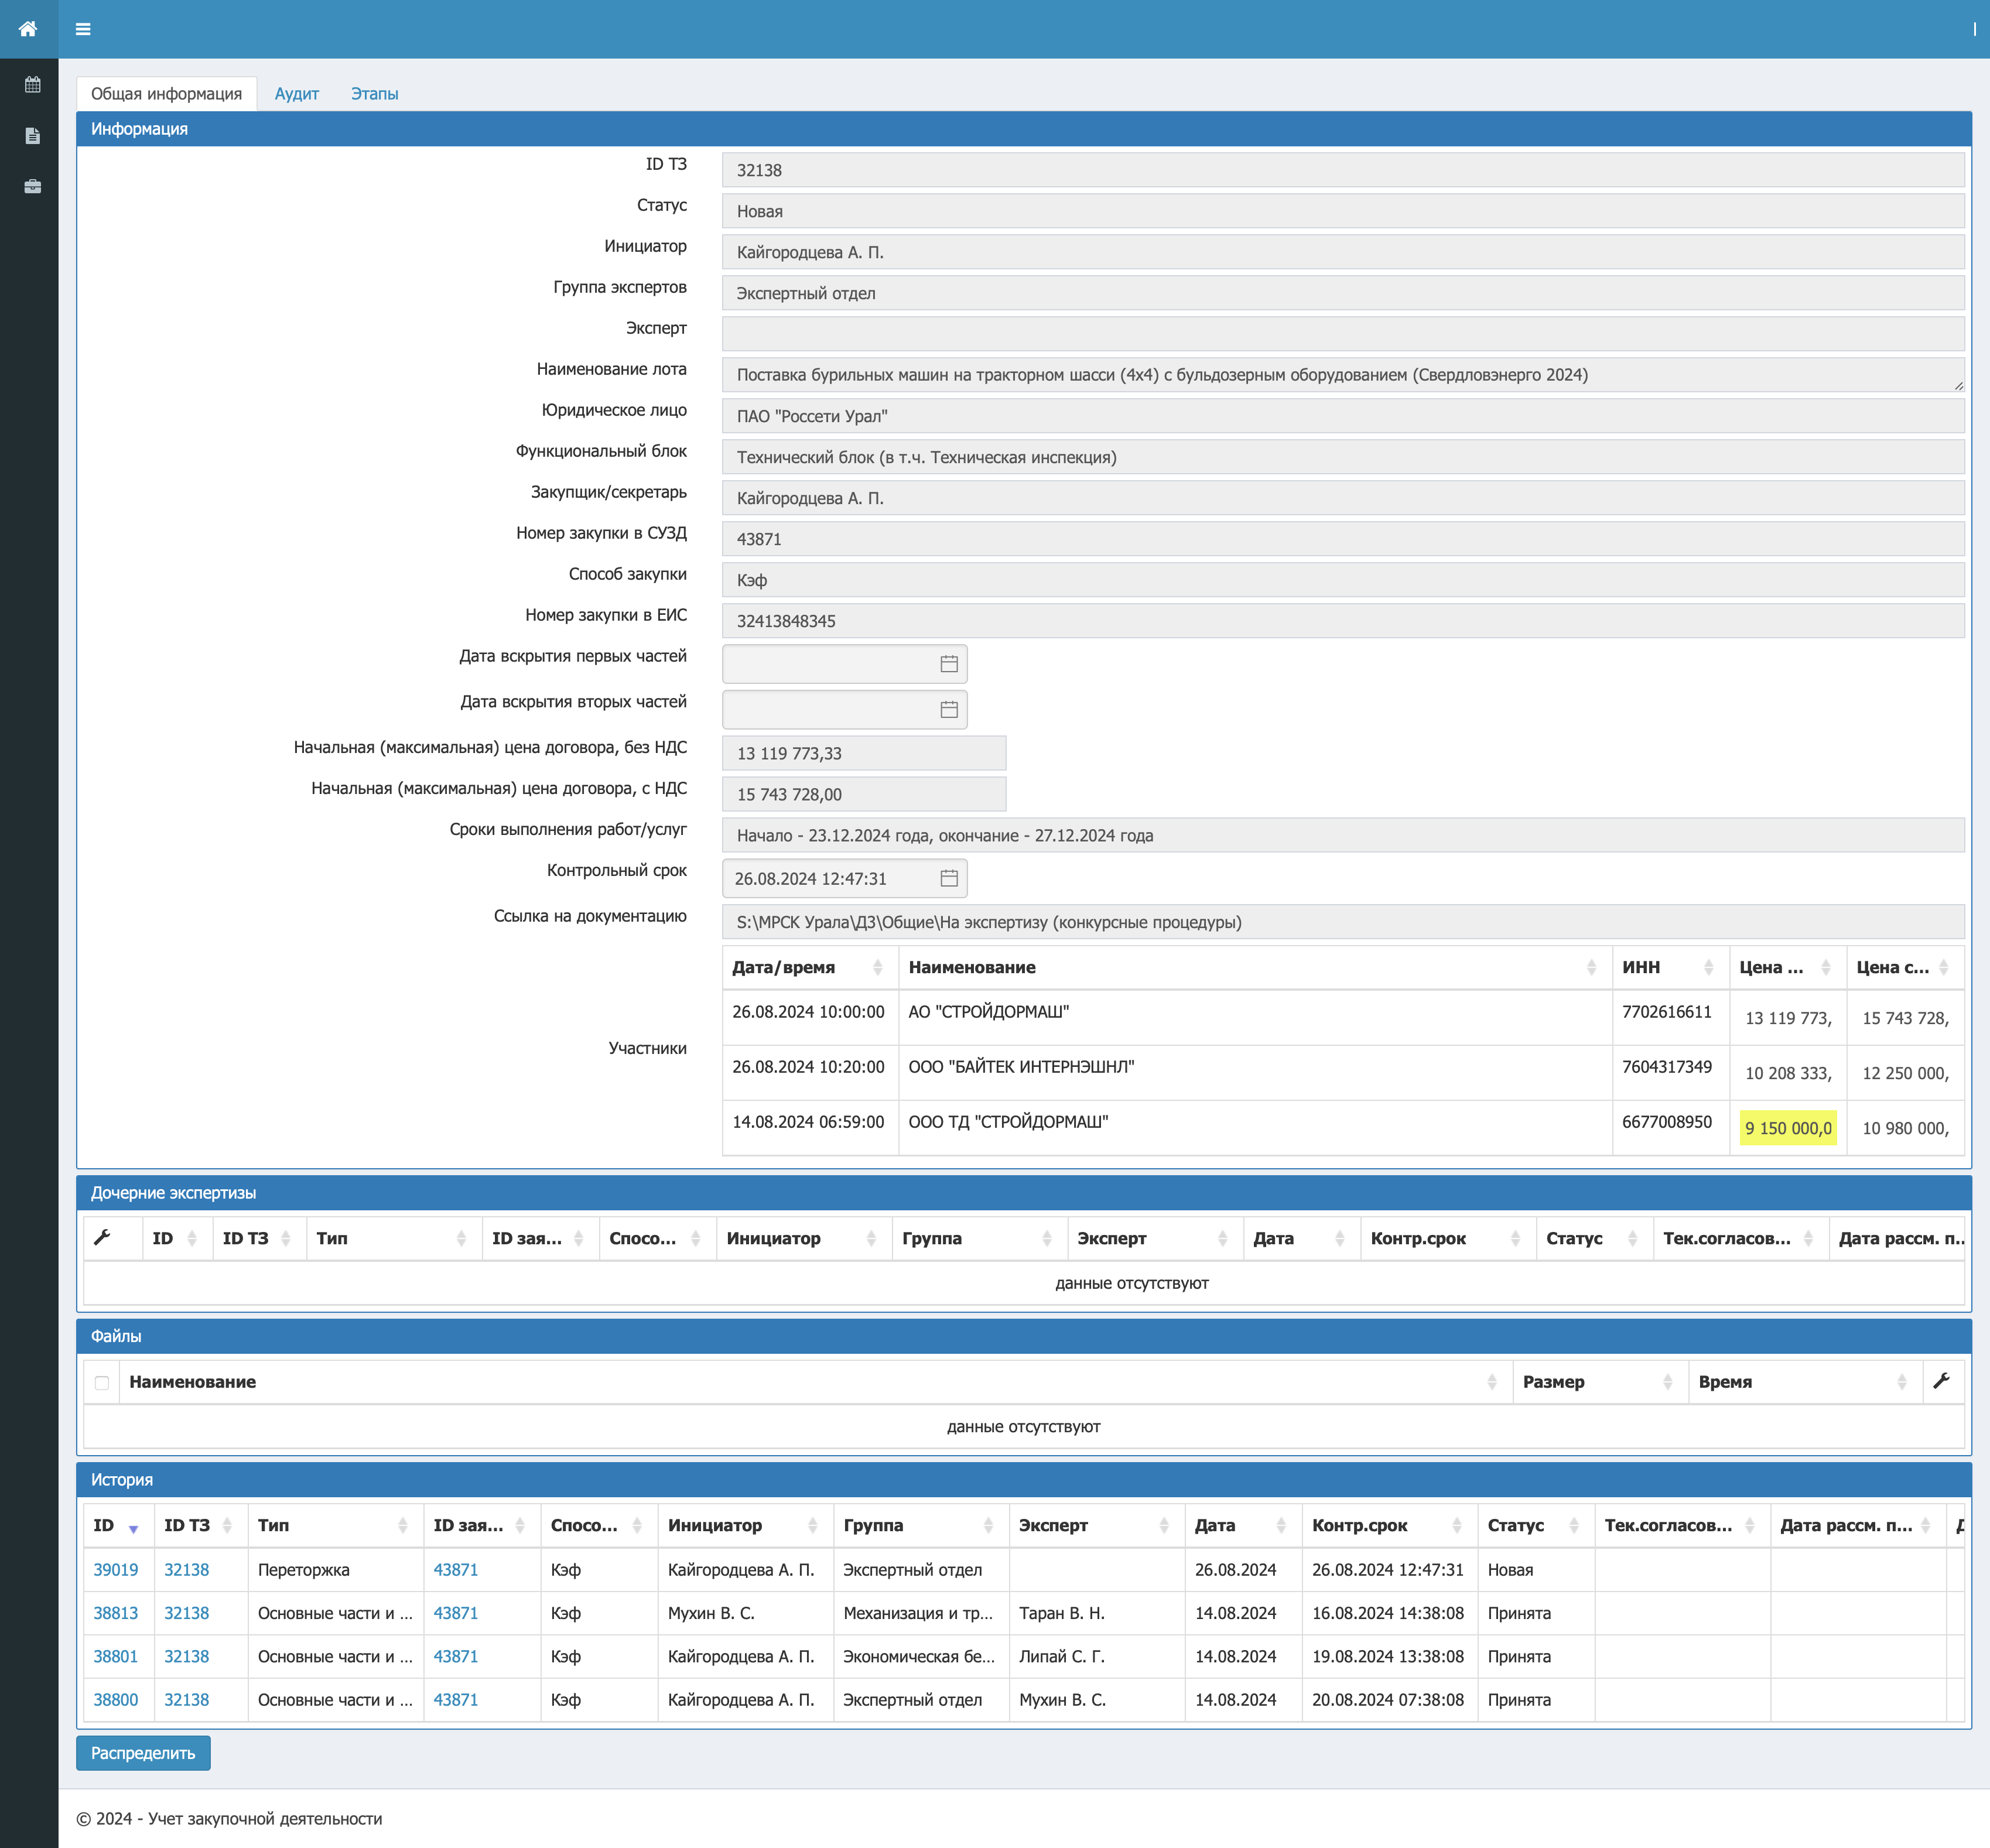 Общая информация
Аудит
Этапы
Информация
ID ТЗ 32138
Статус Новая
Инициатор Кайгородцева А. П.
Группа экспертов Экспертный отдел
Эксперт
Наименование лота Поставка бурильных машин на тракторном шасси (4х4) с бульдозерным оборудованием (Свердловэнерго 2024)
Юридическое лицо ПАО "Россети Урал"
Функциональный блок Технический блок (в т.ч. Техническая инспекция)
Закупщик/секретарь Кайгородцева А. П.
Номер закупки в СУЗД 43871
Способ закупки Кэф
Номер закупки в ЕИС 32413848345
Дата вскрытия первых частей
Дата вскрытия вторых частей
Начальная (максимальная) цена договора, без НДС 13 119 773,33
Начальная (максимальная) цена договора, с НДС 15 743 728,00
Сроки выполнения работ/услуг Начало - 23.12.2024 года, окончание - 27.12.2024 года
Контрольный срок 26.08.2024 12:47:31
Ссылка на документацию S:\МРСК Урала\ДЗ\Общие\На экспертизу (конкурсные процедуры)
Участники
Дата/время Наименование ИНН Цена ... Цена с...
26.08.2024 10:00:00 АО "СТРОЙДОРМАШ" 7702616611 13 119 773, 15 743 728,
26.08.2024 10:20:00 ООО "БАЙТЕК ИНТЕРНЭШНЛ" 7604317349 10 208 333, 12 250 000,
14.08.2024 06:59:00 ООО ТД "СТРОЙДОРМАШ" 6677008950 9 150 000,0 10 980 000,
Дочерние экспертизы
ID ID ТЗ Тип ID зая... Спосо... Инициатор Группа Эксперт Дата Контр.срок Статус Тек.согласов... Дата рассм. п..
данные отсутствуют
Файлы
Наименование Размер Время
данные отсутствуют
История
ID ID ТЗ Тип ID зая... Спосо... Инициатор Группа Эксперт Дата Контр.срок Статус Тек.согласов... Дата рассм. п...
39019 32138 Переторжка 43871 Кэф Кайгородцева А. П. Экспертный отдел 26.08.2024 26.08.2024 12:47:31 Новая
38813 32138 Основные части и ... 43871 Кэф Мухин В. С. Механизация и тр... Таран В. Н. 14.08.2024 16.08.2024 14:38:08 Принята
38801 32138 Основные части и ... 43871 Кэф Кайгородцева А. П. Экономическая бе... Липай С. Г. 14.08.2024 19.08.2024 13:38:08 Принята
38800 32138 Основные части и ... 43871 Кэф Кайгородцева А. П. Экспертный отдел Мухин В. С. 14.08.2024 20.08.2024 07:38:08 Принята
Распределить
© 2024 - Учет закупочной деятельности